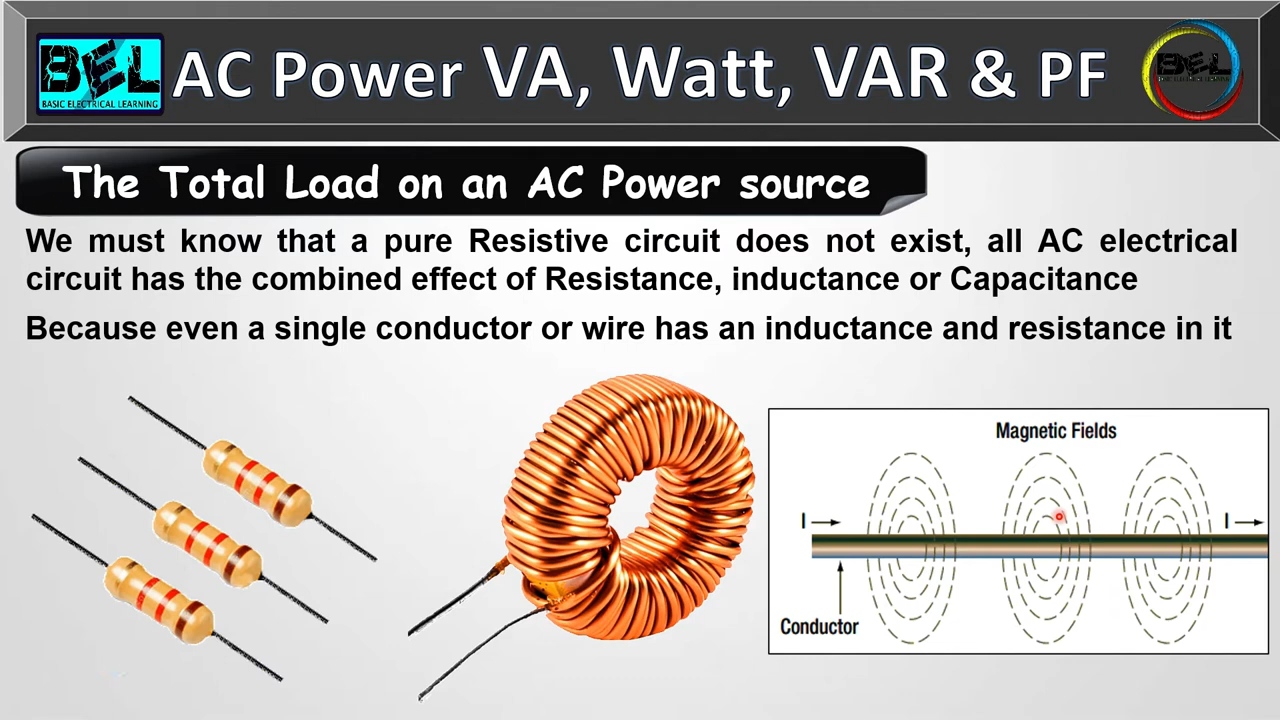 BEL
BASIC ELECTRICAL LEARNING
AC Power VA, Watt, VAR & PF
BEL
The Total Load on an AC Power source
We must know that a pure Resistive circuit does not exist, all AC electrical
circuit has the combined effect of Resistance, inductance or Capacitance
Because even a single conductor or wire has an inductance and resistance in it
Magnetic Fields
I
I
Conductor